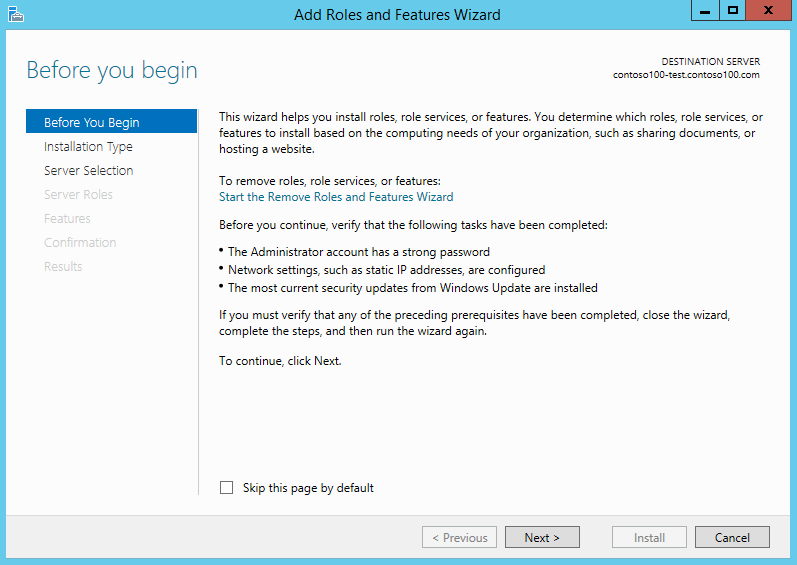 Add Roles and Features Wizard
Before you begin
DESTINATION SERVER
contoso100-test.contoso100.com
Before You Begin
Installation Type
Server Selection
Server Roles
Features
Confirmation
Results
This wizard helps you install roles, role services, or features. You determine which roles, role services, or
features to install based on the computing needs of your organization, such as sharing documents, or
hosting a website.
To remove roles, role services, or features:
Start the Remove Roles and Features Wizard
Before you continue, verify that the following tasks have been completed:
• The Administrator account has a strong password
• Network settings, such as static IP addresses, are configured
• The most current security updates from Windows Update are installed
If you must verify that any of the preceding prerequisites have been completed, close the wizard,
complete the steps, and then run the wizard again.
To continue, click Next.
Skip this page by default
< Previous
Next >
Install
Cancel